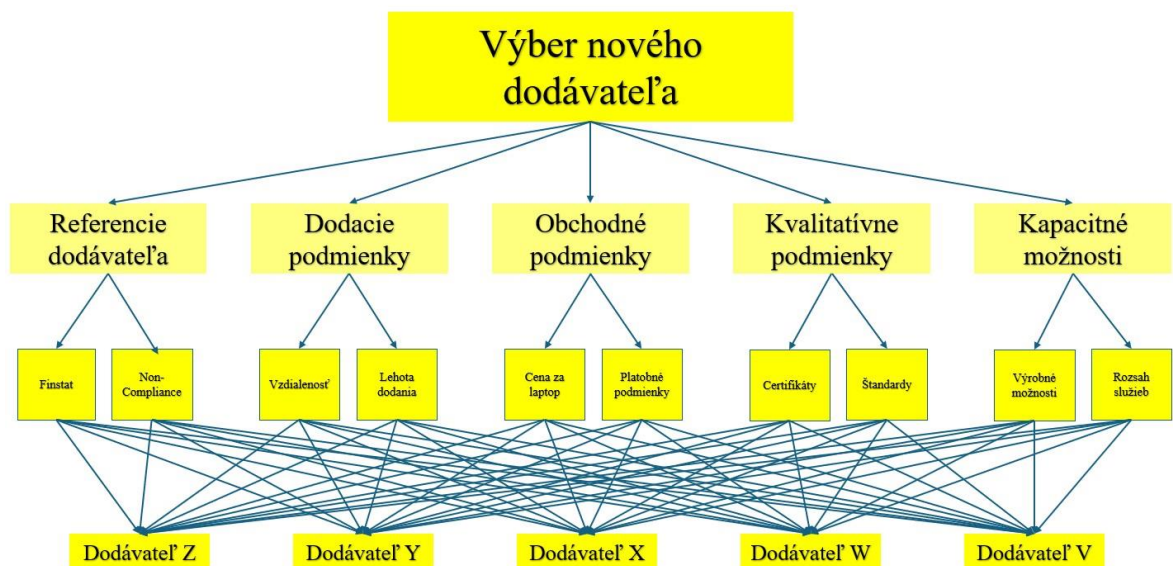 Výber nového
dodávateľa
Referencie
dodávateľa
Dodacie
podmienky
Obchodné
podmienky
Kvalitatívne
podmienky
Kapacitné
možnosti
Finstat
Non-
Compliance
Vzdialenosť
Lehota
dodania
Cena za
laptop
Platobné
podmienky
Certifikáty
Štandardy
Výrobné
možnosti
Rozsah
služieb
Dodávateľ Z
Dodávateľ Y
Dodávateľ X
Dodávateľ W
Dodávateľ V